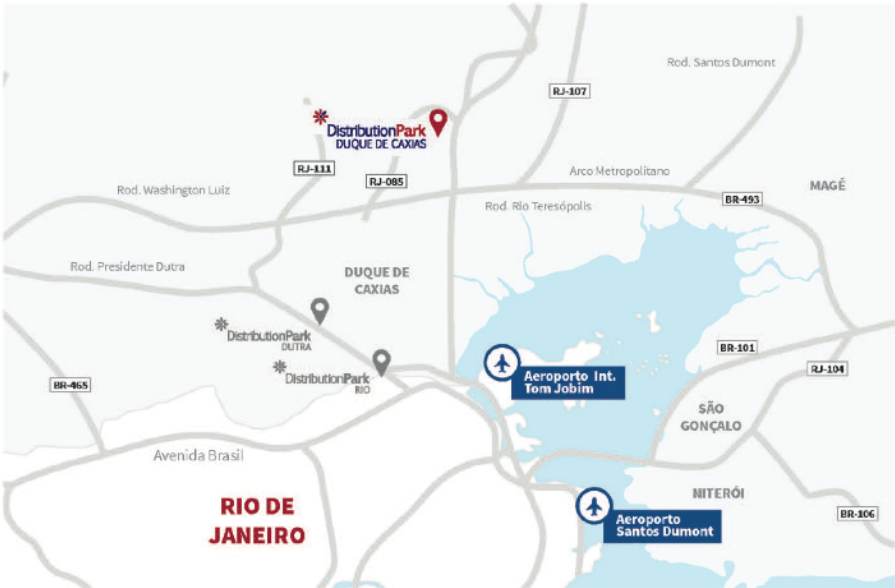 Rod. Santos Dumont
RJ-107
DistributionPark
DUQUE DE CAXIAS
RJ-111
RJ-085
Arco Metropolitano
Rod. Washington Luiz
BR-493
MAGÉ
Rod. Rio Teresópolis
Rod. Presidente Dutra
DUQUE DE
CAXIAS
DistributionPark
DUTRA
BR-101
Aeroporto Int.
Tom Jobim
DistributionPark
RIO
BR-465
RJ-104
SÃO
GONÇALO
Avenida Brasil
NITERÓI
RIO DE
JANEIRO
BR-106
Aeroporto
Santos Dumont